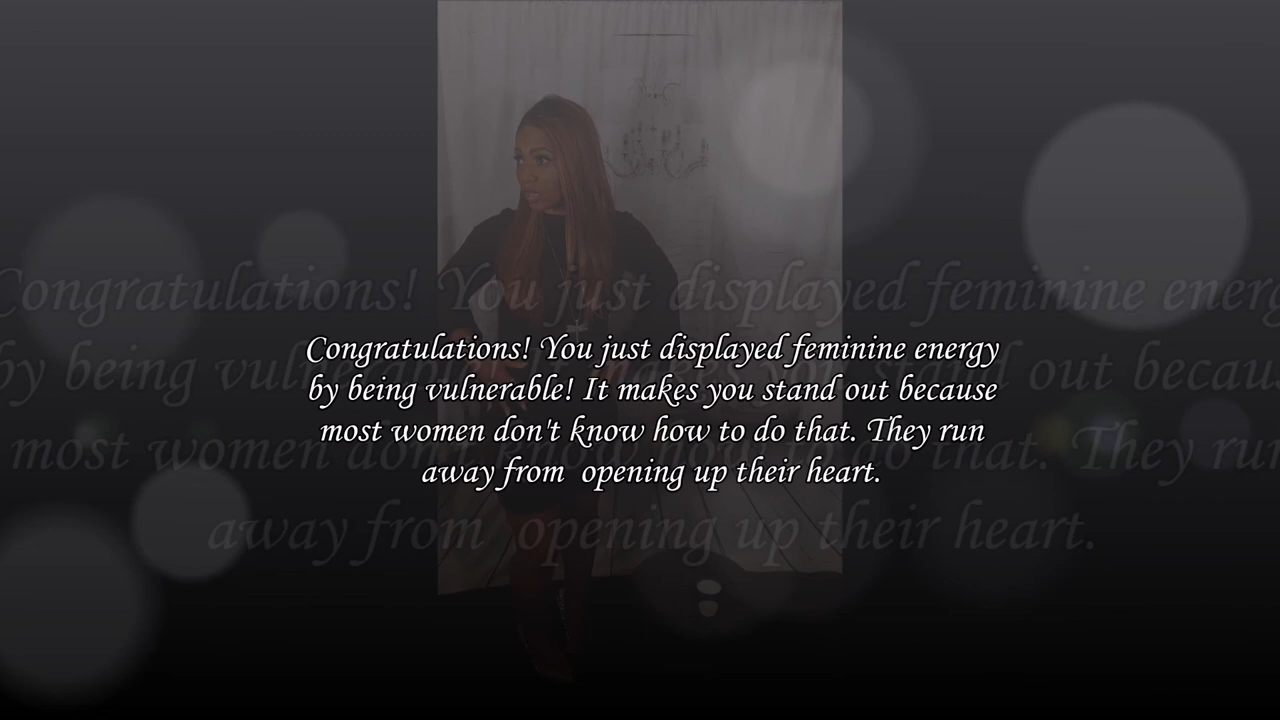 Congratulations! You just displayed feminine energy
by being vulnerable! It makes you stand out because
most women don't know how to do that. They run
away from  opening up their heart.